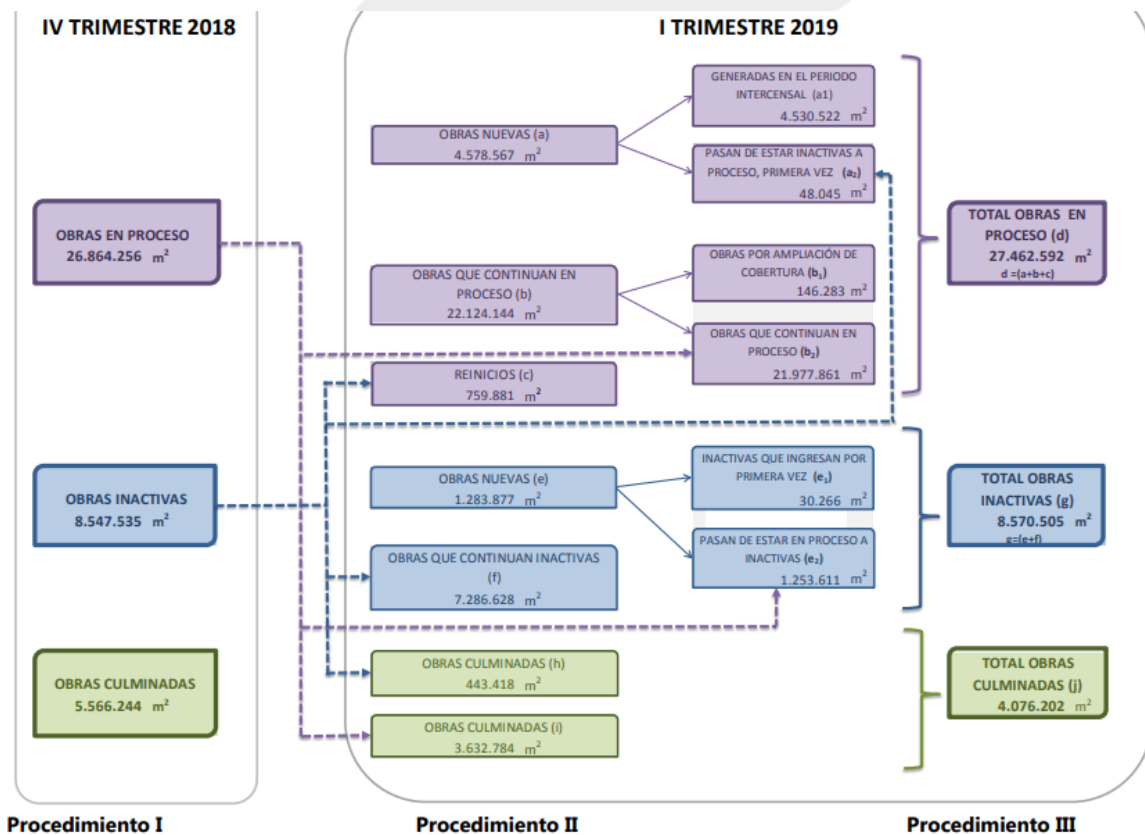 IV TRIMESTRE 2018
I TRIMESTRE 2019
OBRAS EN PROCESO
26.864.256 m²
OBRAS INACTIVAS
8.547.535 m²
OBRAS CULMINADAS
5.566.244 m²
OBRAS NUEVAS (a)
4.578.567 m²
GENERADAS EN EL PERIODO
INTERCENSAL (a1)
4.530.522 m²
PASAN DE ESTAR INACTIVAS A
PROCESO, PRIMERA VEZ (a₂)
48.045 m²
OBRAS QUE CONTINUAN EN
PROCESO (b)
22.124.144 m²
OBRAS POR AMPLIACIÓN DE
COBERTURA (b₁)
146.283 m²
OBRAS QUE CONTINUAN EN
PROCESO (b₂)
21.977.861 m²
REINICIOS (c)
759.881 m²
OBRAS NUEVAS (e)
1.283.877 m²
INACTIVAS QUE INGRESAN POR
PRIMERA VEZ (e₁)
30.266 m²
PASAN DE ESTAR EN PROCESO A
INACTIVAS (e₂)
1.253.611 m²
OBRAS QUE CONTINUAN INACTIVAS
(f)
7.286.628 m²
OBRAS CULMINADAS (h)
443.418 m²
OBRAS CULMINADAS (i)
3.632.784 m²
TOTAL OBRAS EN
PROCESO (d)
27.462.592 m²
d =(a+b+c)
TOTAL OBRAS
INACTIVAS (g)
8.570.505 m²
g=(e+f)
TOTAL OBRAS
CULMINADAS (j)
4.076.202 m²
Procedimiento I
Procedimiento II
Procedimiento III